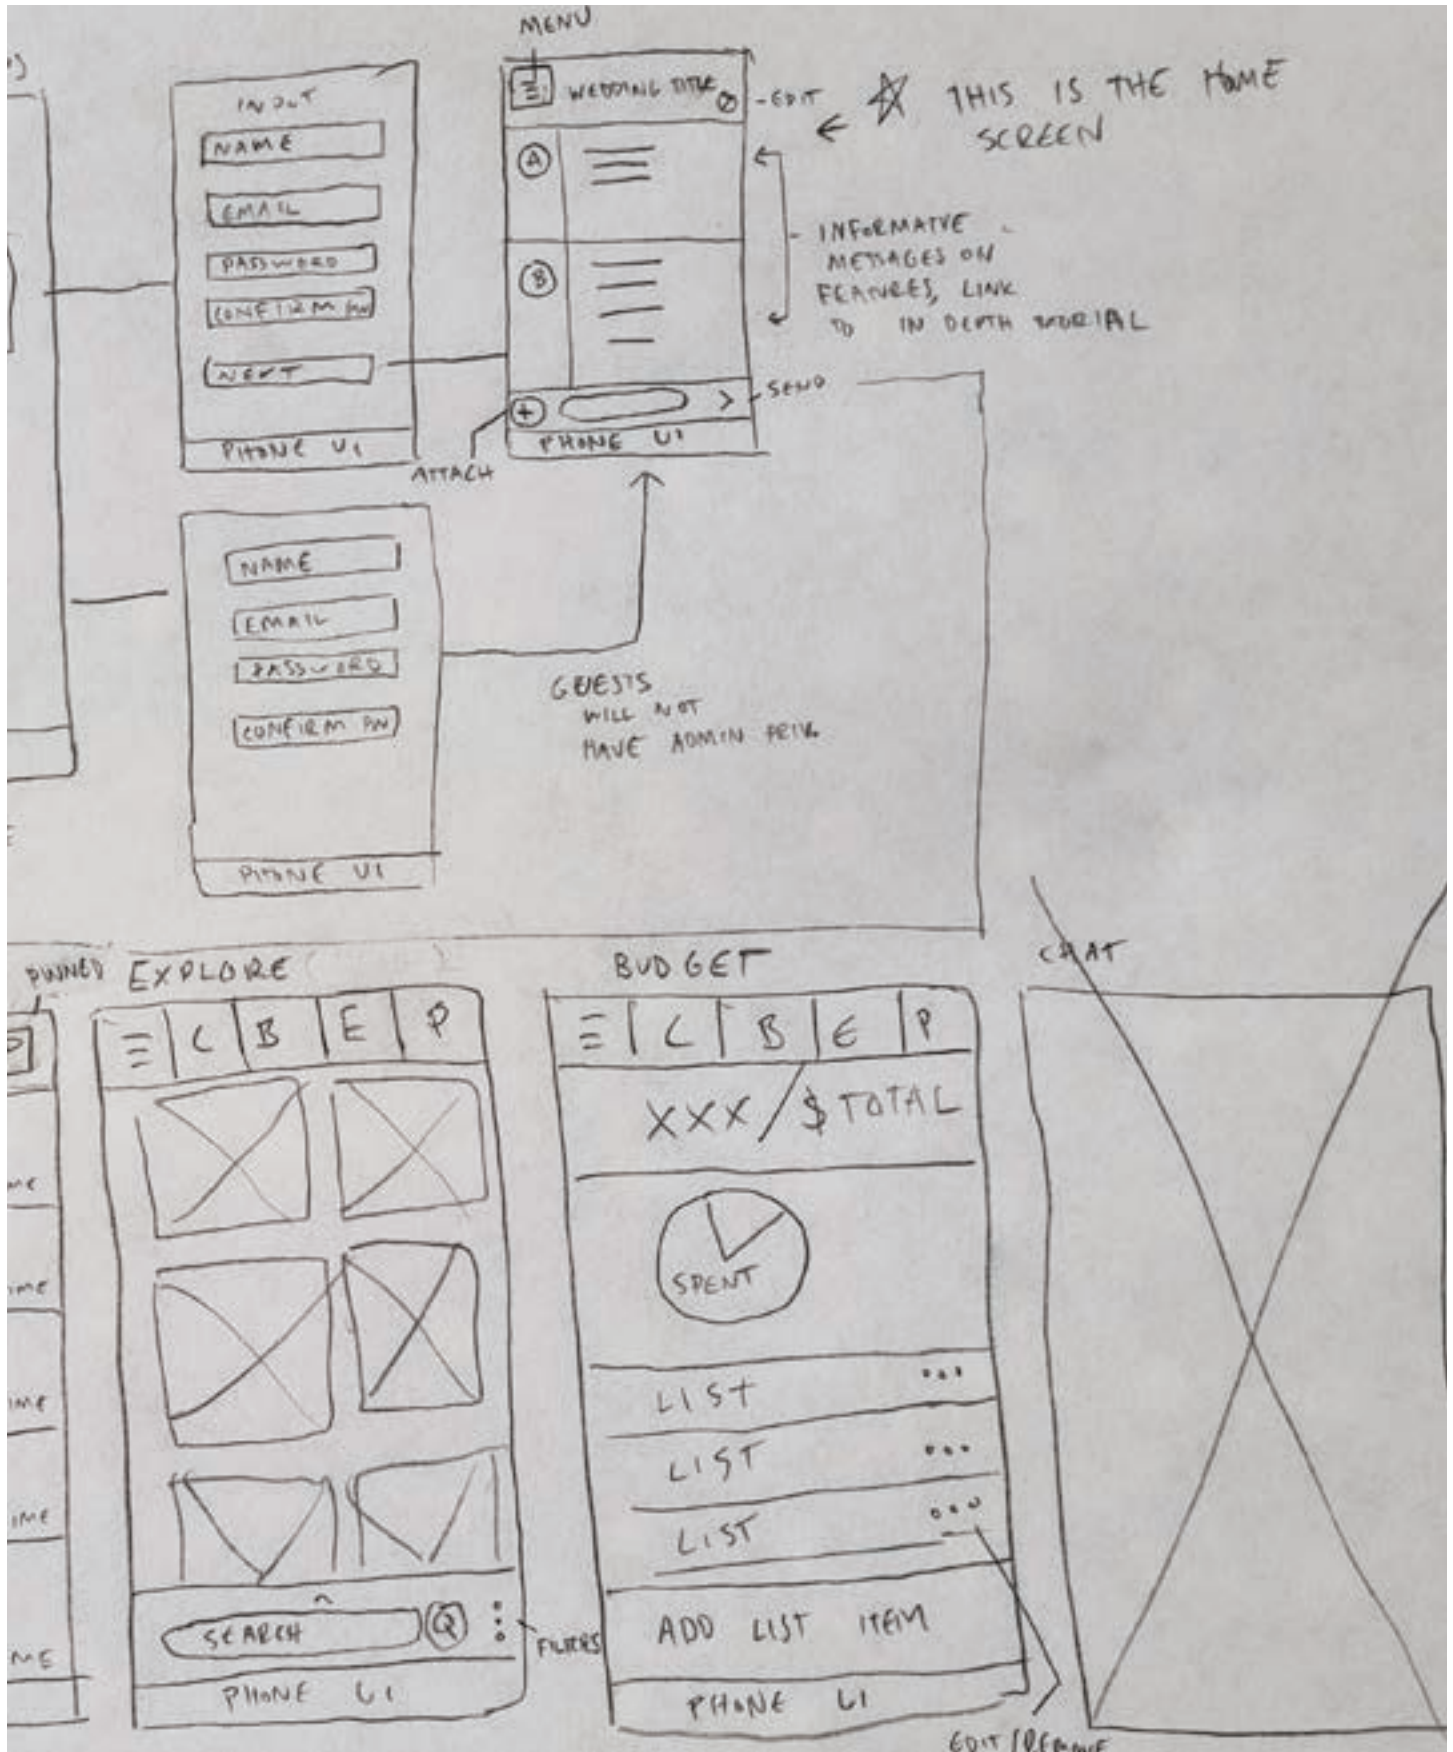 MENU
INPUT
NAME
EMAIL
PASSWORD
CONFIRM PW
NEXT
PHONE UI
WEDDING TITLE
- EDIT
A
B
+
>
- SEND
PHONE UI
ATTACH
THIS IS THE HOME
SCREEN
- INFORMATIVE
MESSAGES ON
FEATURES, LINK
TO IN DEPTH TUTORIAL
NAME
EMAIL
PASSWORD
CONFIRM PW
PHONE UI
GUESTS
WILL NOT
HAVE ADMIN PRIV.
PINNED
EXPLORE
C B E P
SEARCH
Q
FILTERS
PHONE UI
BUDGET
C B E P
XXX/$TOTAL
SPENT
LIST ...
LIST ...
LIST ...
ADD LIST ITEM
PHONE UI
EDIT/REMOVE
CHAT